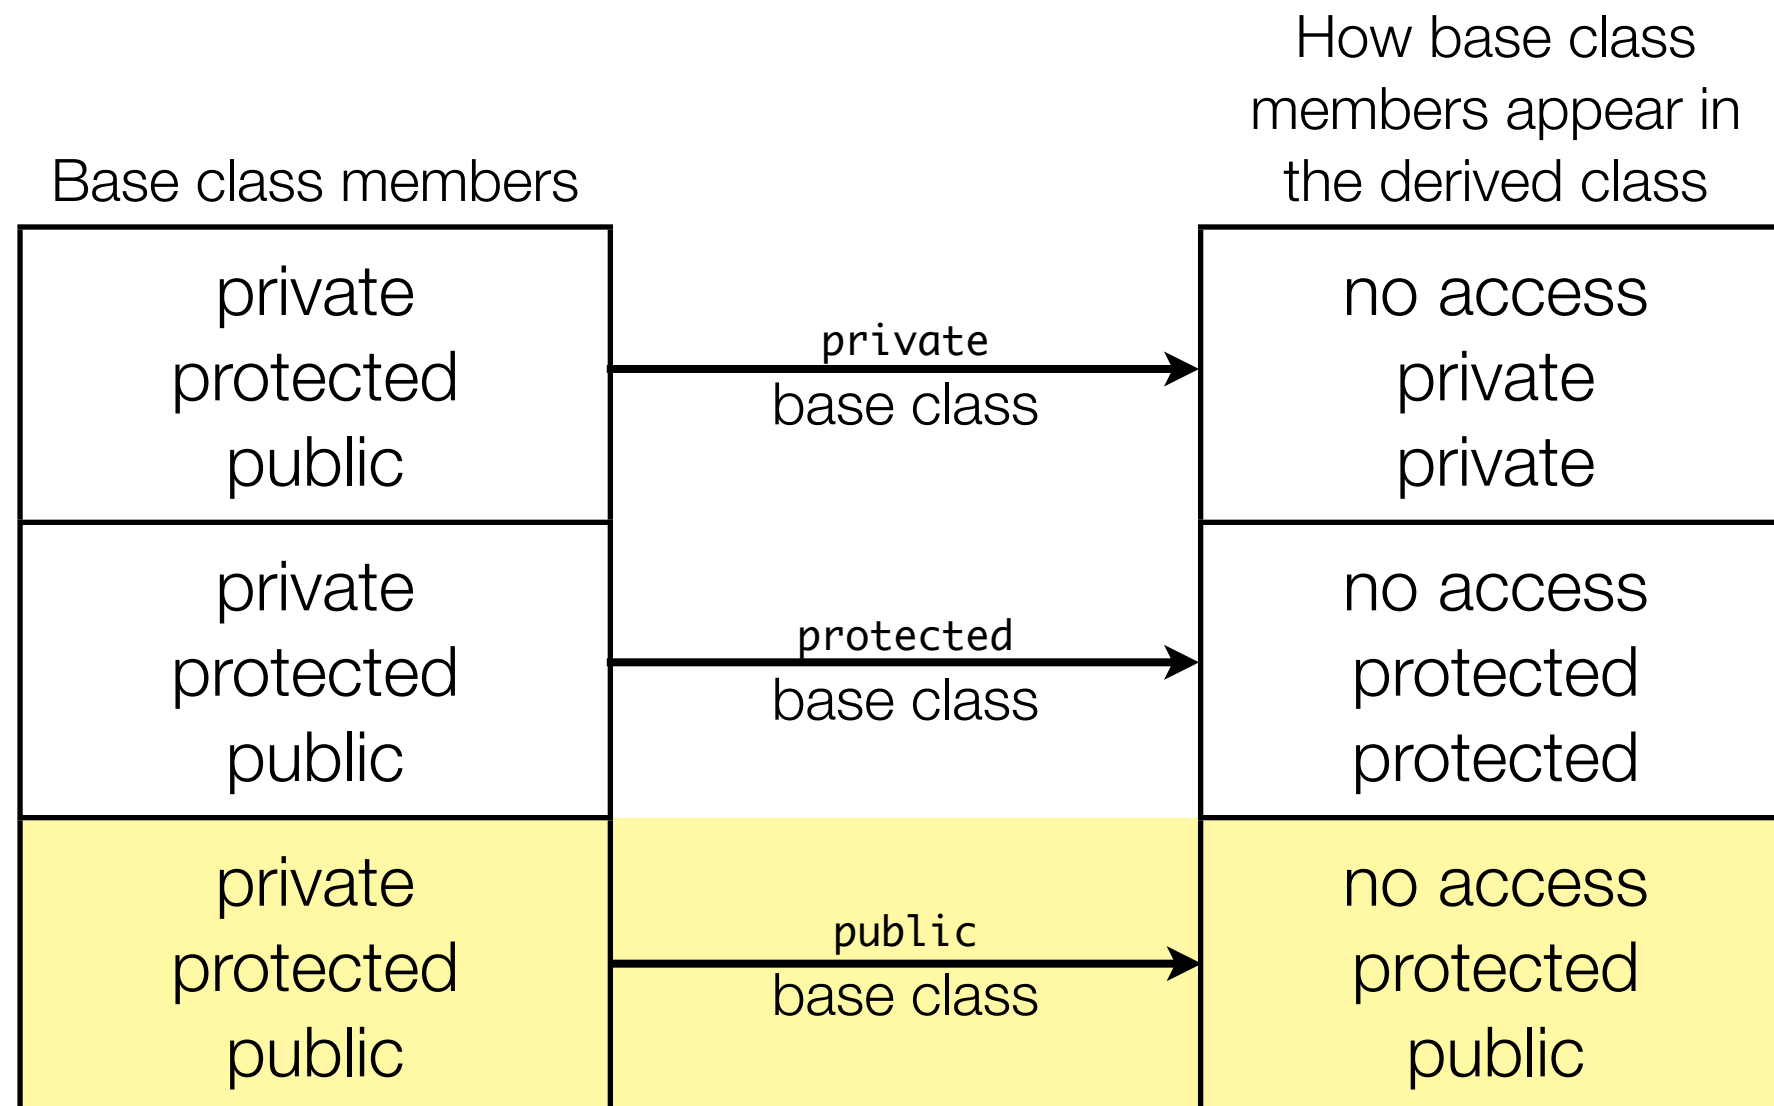 How base class
members appear in
the derived class
Base class members
private
protected
public
private
base class
no access
private
private
private
protected
public
protected
base class
no access
protected
protected
private
protected
public
public
base class
no access
protected
public